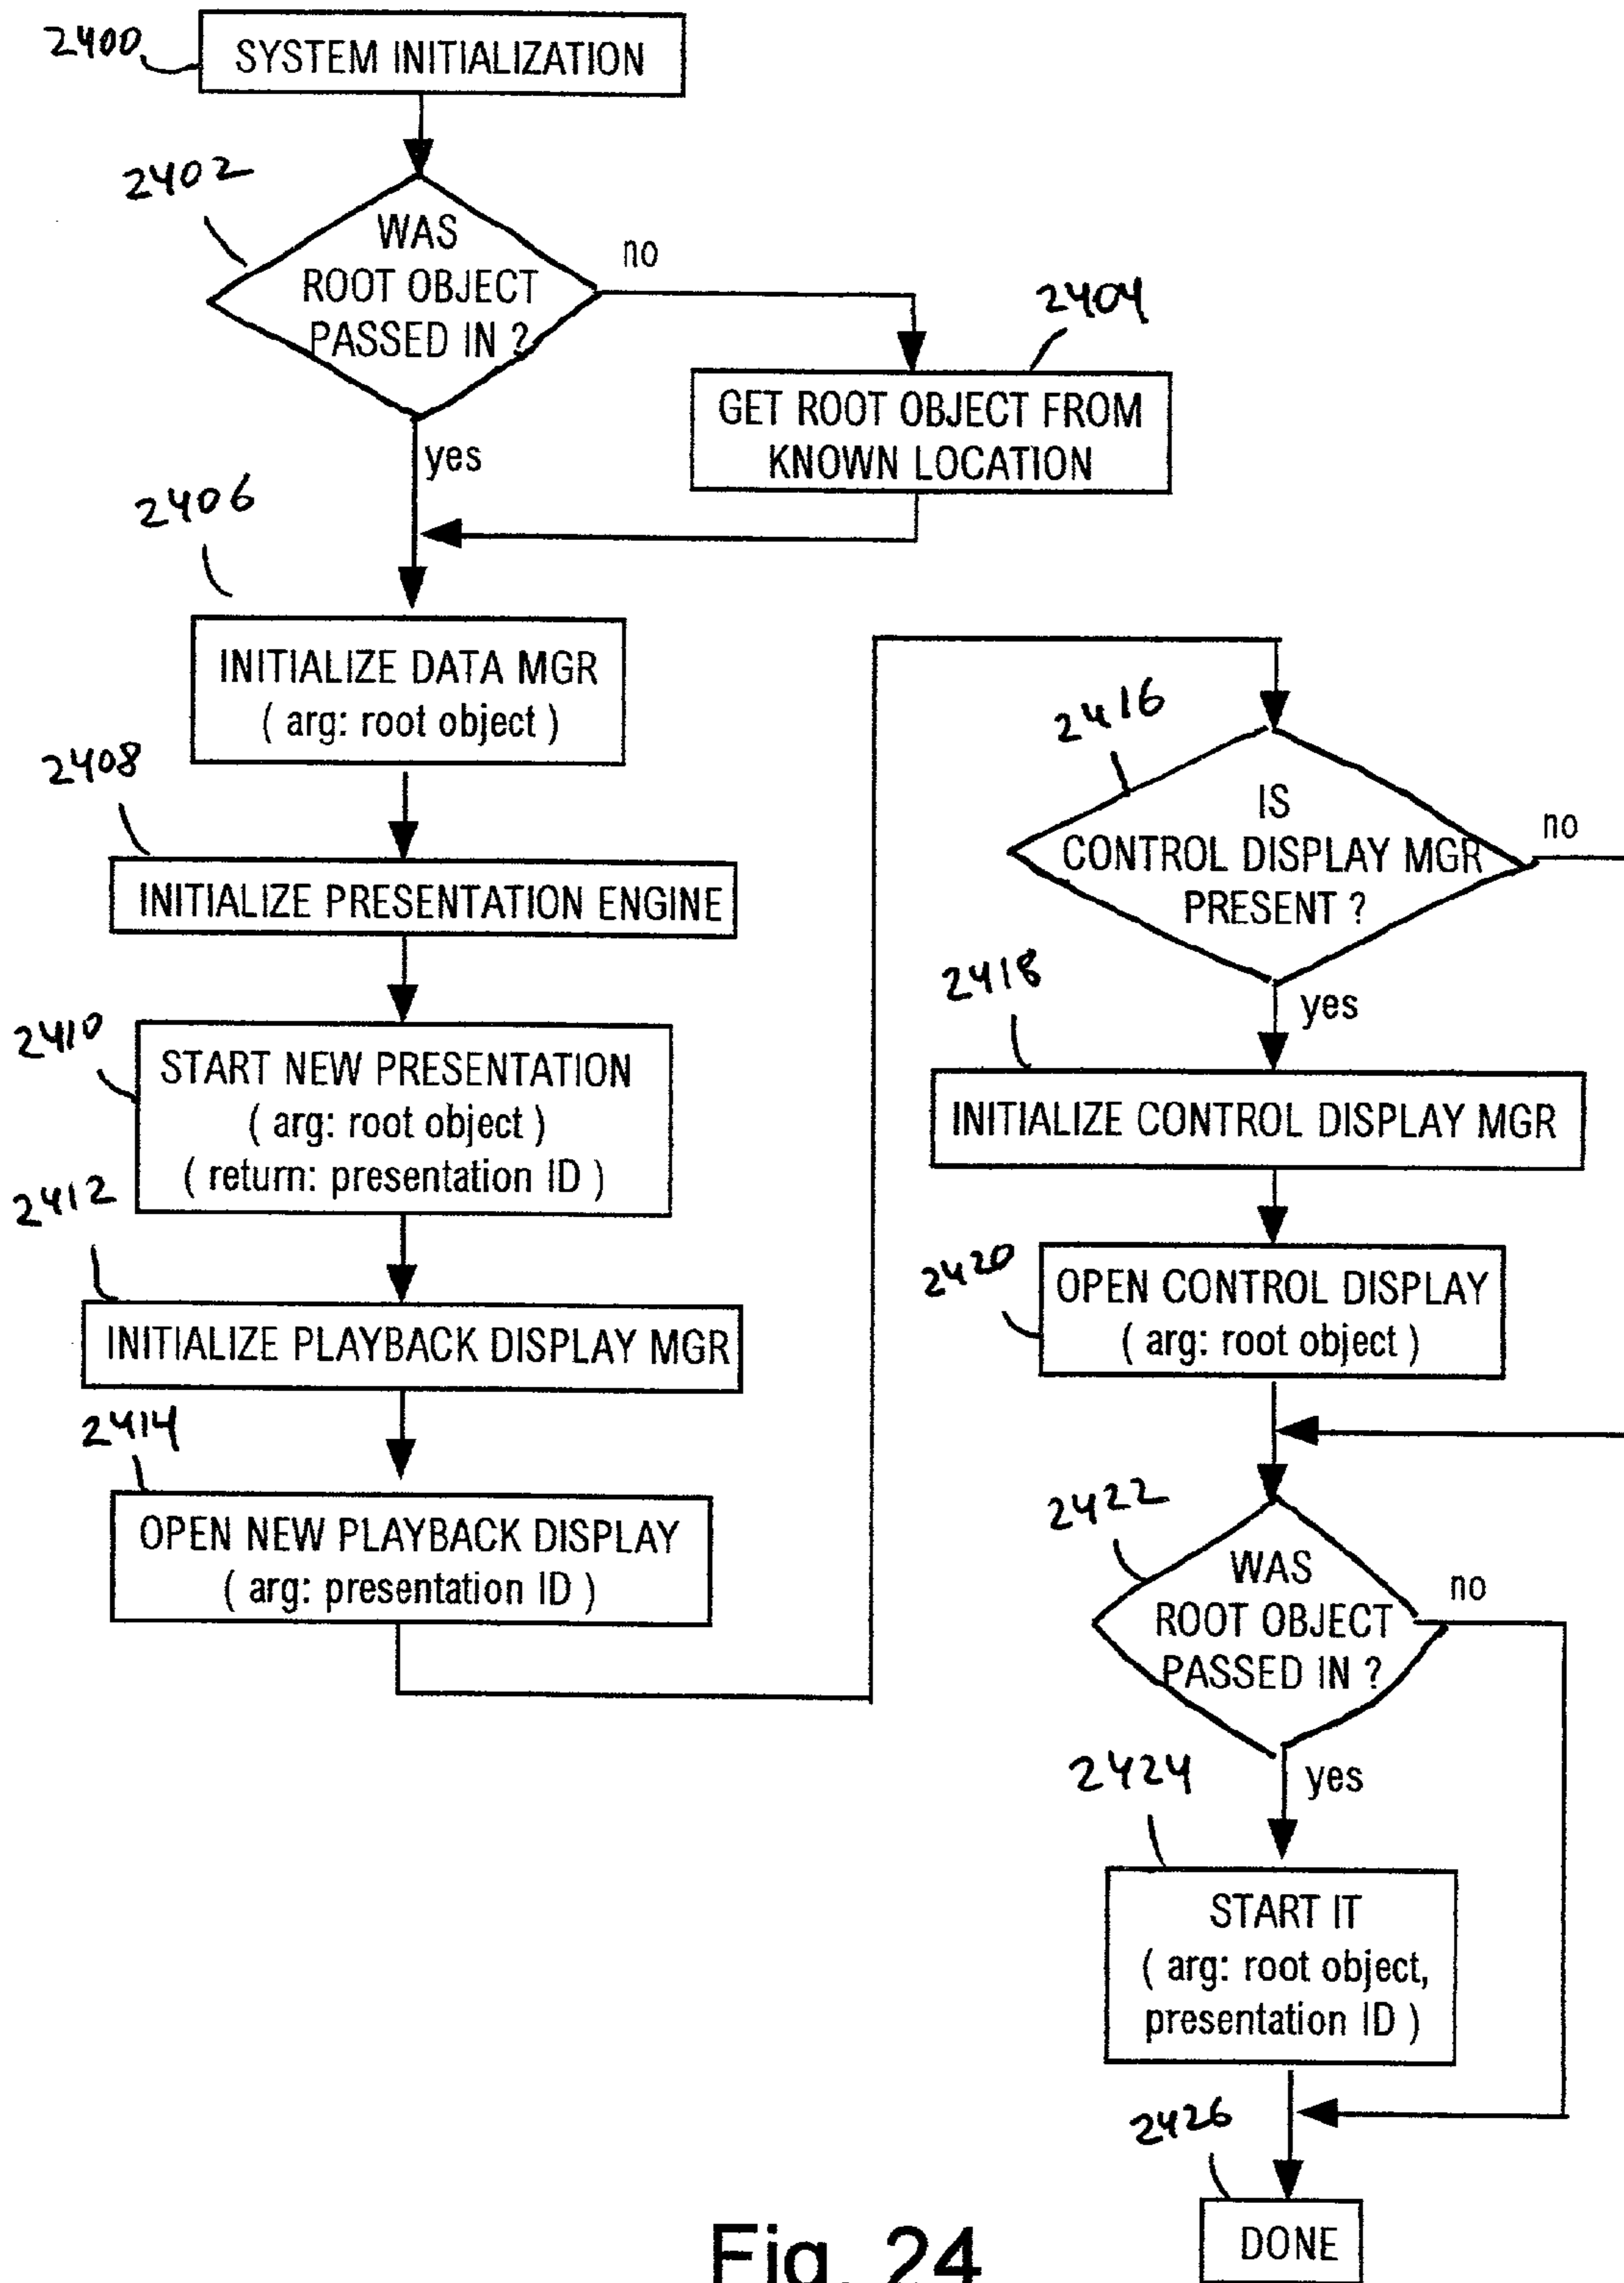 2400
SYSTEM INITIALIZATION
2402
WAS
ROOT OBJECT
PASSED IN ?
no
2404
GET ROOT OBJECT FROM
KNOWN LOCATION
yes
2406
INITIALIZE DATA MGR
( arg: root object )
2408
INITIALIZE PRESENTATION ENGINE
2410
START NEW PRESENTATION
( arg: root object )
( return: presentation ID )
2412
INITIALIZE PLAYBACK DISPLAY MGR
2414
OPEN NEW PLAYBACK DISPLAY
( arg: presentation ID )
2416
IS
CONTROL DISPLAY MGR
PRESENT ?
no
yes
2418
INITIALIZE CONTROL DISPLAY MGR
2420
OPEN CONTROL DISPLAY
( arg: root object )
2422
WAS
ROOT OBJECT
PASSED IN ?
no
yes
2424
START IT
( arg: root object,
presentation ID )
2426
DONE
Fig. 24